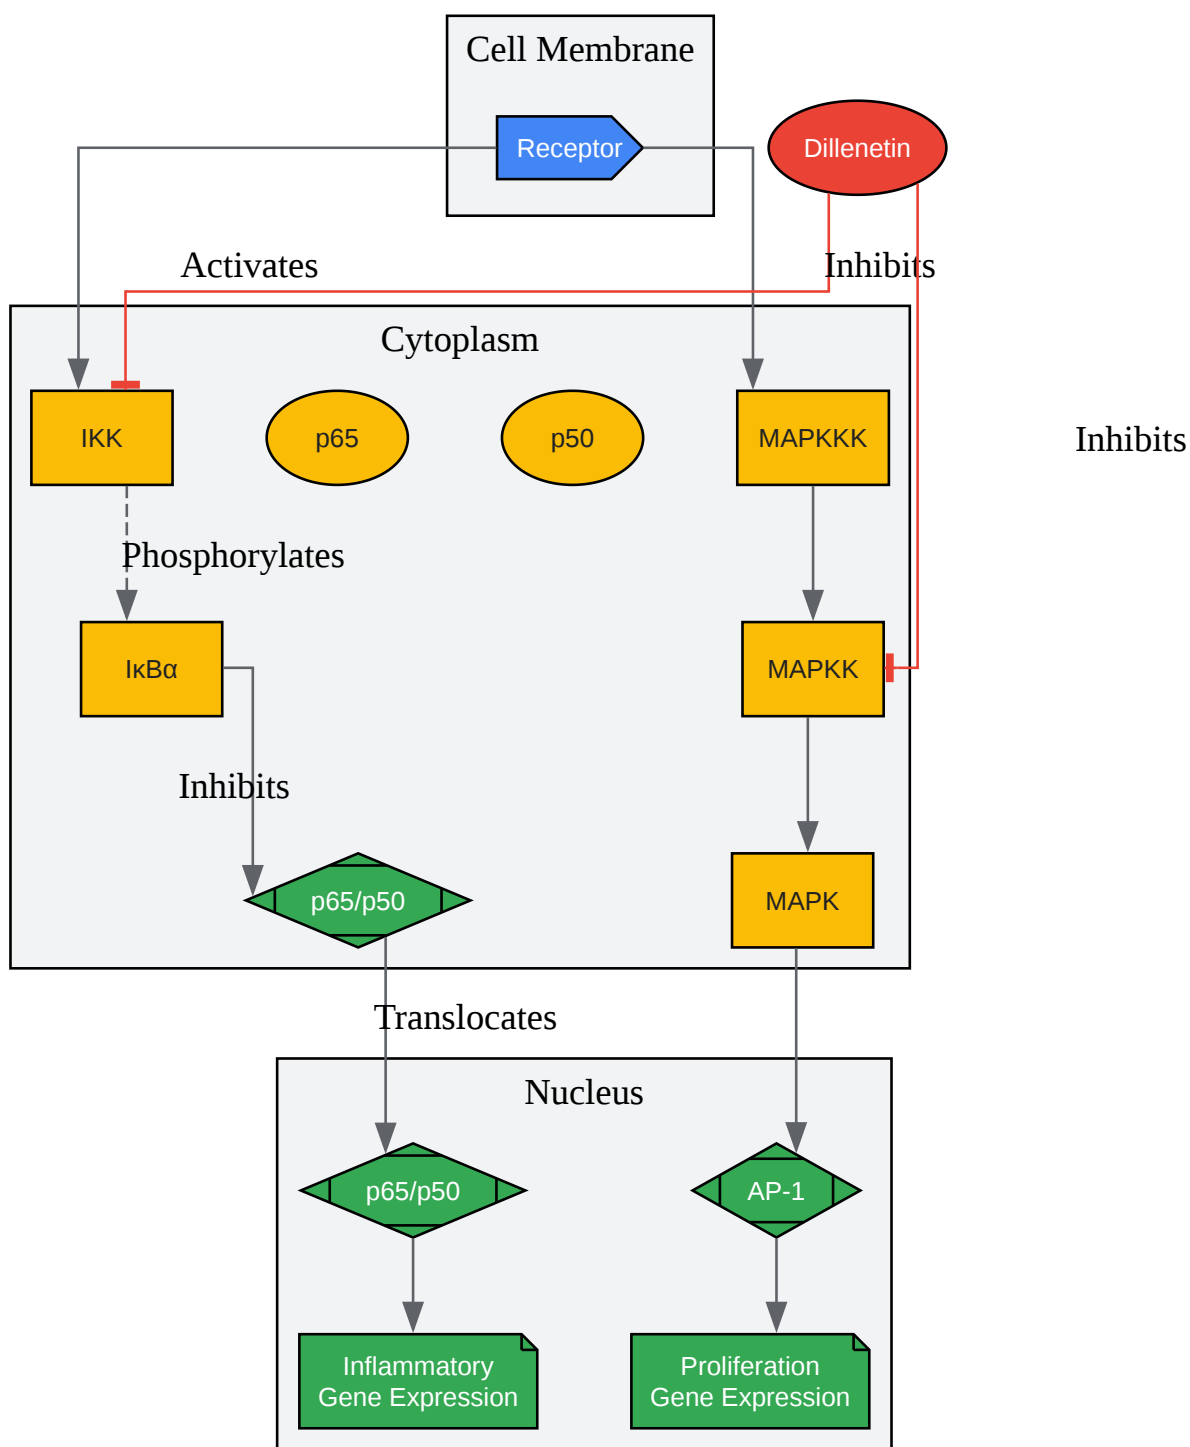 Cell Membrane
Receptor
Dillenetin
Activates
Inhibits
Cytoplasm
IKK
p65
p50
MAPKKK
Inhibits
Phosphorylates
IκBα
MAPKK
Inhibits
p65/p50
MAPK
Translocates
Nucleus
p65/p50
AP-1
Inflammatory
Gene Expression
Proliferation
Gene Expression